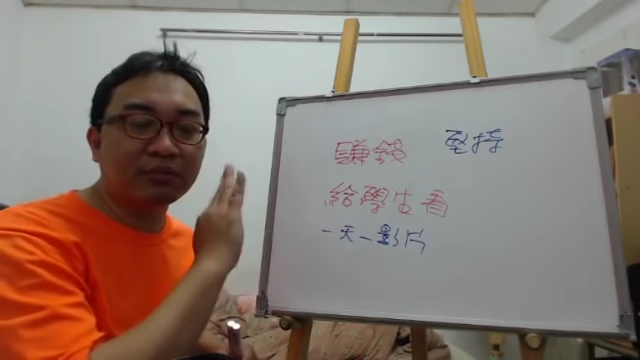 賺錢 堅持
給學生看
一天一影片